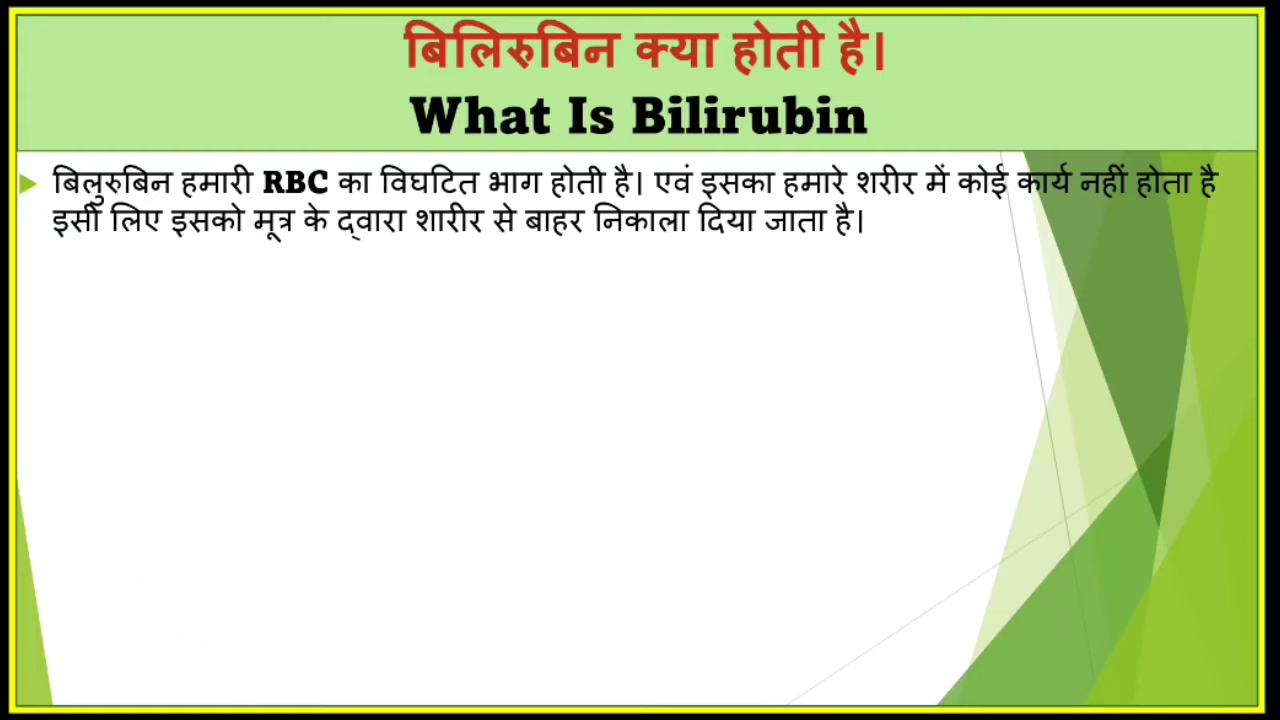 बिलिरुबिन क्या होती है।
What Is Bilirubin
बिलुरुबिन हमारी RBC का विघटित भाग होती है। एवं इसका हमारे शरीर में कोई कार्य नहीं होता है
इसी लिए इसको मूत्र के द्वारा शारीर से बाहर निकाला दिया जाता है।